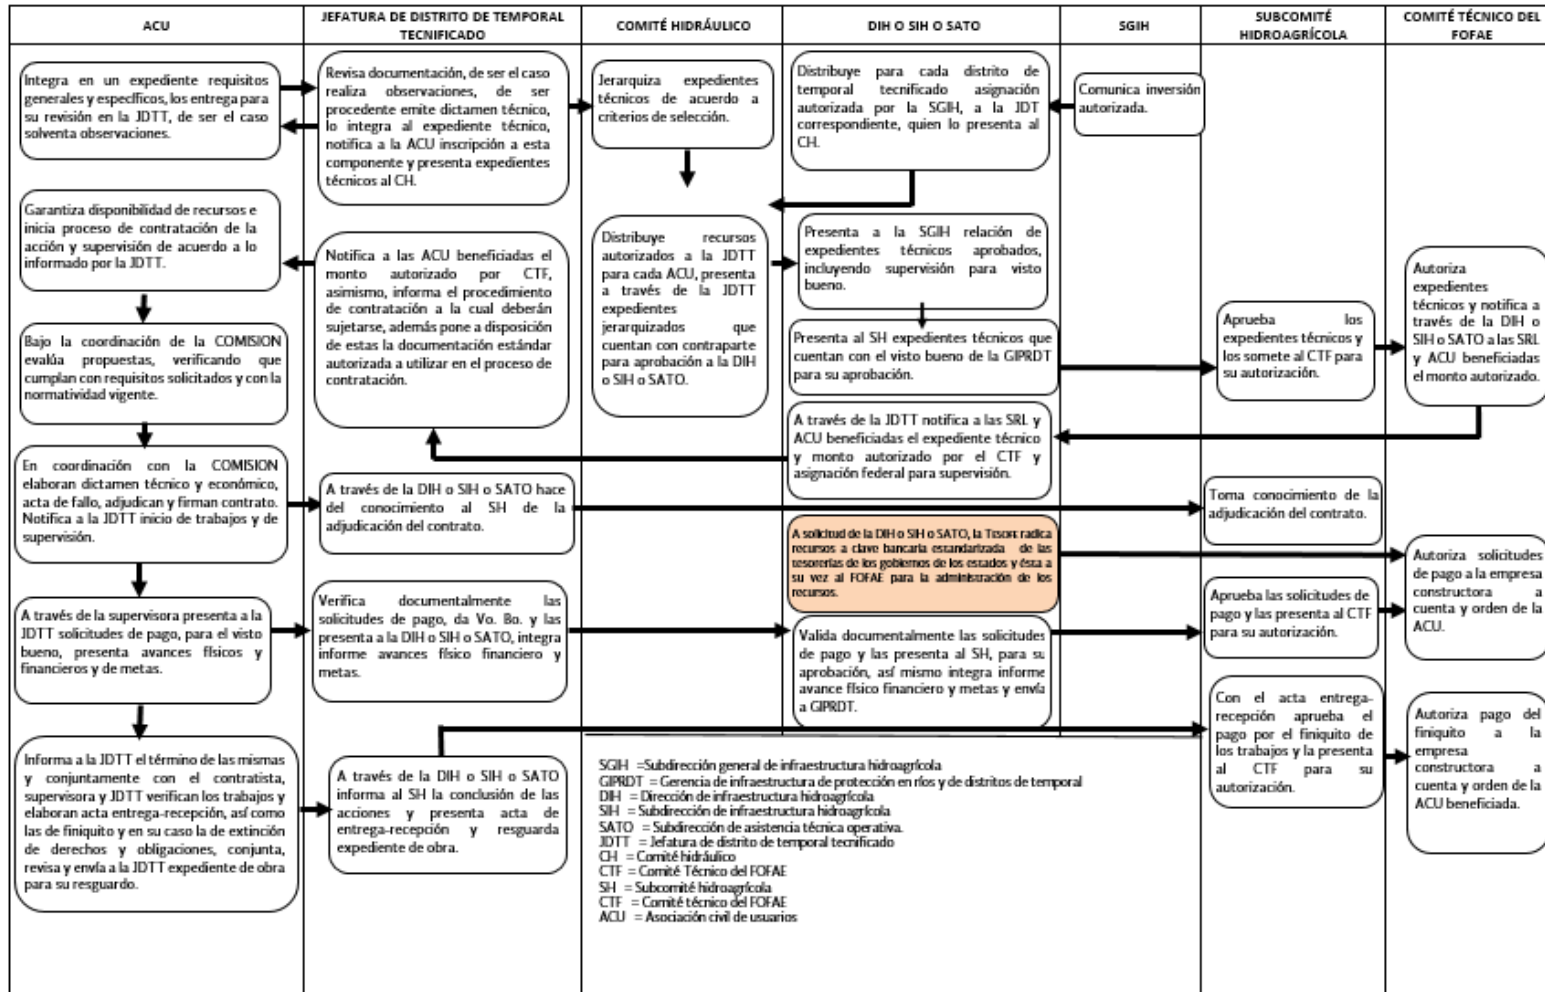 ACU
JEFATURA DE DISTRITO DE TEMPORAL
TECNIFICADO
COMITÉ HIDRÁULICO
DIH O SIH O SATO
SGIH
SUBCOMITÉ
HIDROAGRÍCOLA
COMITÉ TÉCNICO DEL
FOFAE
Integra en un expediente requisitos
generales y específicos, los entrega para
su revisión en la JDTT, de ser el caso
solventa observaciones.
Revisa documentación, de ser el caso
realiza observaciones, de ser
procedente emite dictamen técnico,
lo integra al expediente técnico,
notifica a la ACU inscripción a esta
componente y presenta expedientes
técnicos al CH.
Jerarquiza expedientes
técnicos de acuerdo a
criterios de selección.
Distribuye para cada distrito de
temporal tecnificado asignación
autorizada por la SGIH, a la JDT
correspondiente, quien lo presenta al
CH.
Comunica inversión
autorizada.
Garantiza disponibilidad de recursos e
inicia proceso de contratación de la
acción y supervisión de acuerdo a lo
informado por la JDTT.
Notifica a las ACU beneficiadas el
monto autorizado por CTF,
asimismo, informa el procedimiento
de contratación a la cual deberán
sujetarse, además pone a disposición
de estas la documentación estándar
autorizada a utilizar en el proceso de
contratación.
Distribuye recursos
autorizados a la JDTT
para cada ACU, presenta
a través de la JDTT
expedientes
jerarquizados que
cuentan con contraparte
para aprobación a la DIH
o SIH o SATO.
Presenta a la SGIH relación de
expedientes técnicos aprobados,
incluyendo supervisión para visto
bueno.
Presenta al SH expedientes técnicos que
cuentan con el visto bueno de la GIPRDT
para su aprobación.
Aprueba los
expedientes técnicos y
los somete al CTF para
su autorización.
Autoriza
expedientes
técnicos y notifica a
través de la DIH o
SIH o SATO a las SRL
y ACU beneficiadas
el monto autorizado.
Bajo la coordinación de la COMISION
evalúa propuestas, verificando que
cumplan con requisitos solicitados y con la
normatividad vigente.
A través de la JDTT notifica a las SRL y
ACU beneficiadas el expediente técnico
y monto autorizado por el CTF y
asignación federal para supervisión.
En coordinación con la COMISION
elaboran dictamen técnico y económico,
acta de fallo, adjudican y firman contrato.
Notifica a la JDTT inicio de trabajos y de
supervisión.
A través de la DIH o SIH o SATO hace
del conocimiento al SH de la
adjudicación del contrato.
Toma conocimiento de la
adjudicación del contrato.
A solicitud de la DIH o SIH o SATO, la TESOFE radica
recursos a clave bancaria estandarizada de las
tesorerías de los gobiernos de los estados y ésta a
su vez al FOFAE para la administración de los
recursos.
Autoriza solicitudes
de pago a la empresa
constructora a
cuenta y orden de la
ACU.
A través de la supervisora presenta a la
JDTT solicitudes de pago, para el visto
bueno, presenta avances físicos y
financieros y de metas.
Verifica documentalmente las
solicitudes de pago, da Vo. Bo. y las
presenta a la DIH o SIH o SATO, integra
informe avances físico financiero y
metas.
Valida documentalmente las solicitudes
de pago y las presenta al SH, para su
aprobación, así mismo integra informe
avance físico financiero y metas y envía
a GIPRDT.
Aprueba las solicitudes de
pago y las presenta al CTF
para su autorización.
Con el acta entrega-
recepción aprueba el
pago por el finiquito de
los trabajos y la presenta
al CTF para su
autorización.
Autoriza pago del
finiquito a la
empresa
constructora a
cuenta y orden de la
ACU beneficiada.
Informa a la JDTT el término de las mismas
y conjuntamente con el contratista,
supervisora y JDTT verifican los trabajos y
elaboran acta entrega-recepción, así como
las de finiquito y en su caso la de extinción
de derechos y obligaciones, conjunta,
revisa y envía a la JDTT expediente de obra
para su resguardo.
A través de la DIH o SIH o SATO
informa al SH la conclusión de las
acciones y presenta acta de
entrega-recepción y resguarda
expediente de obra.
SGIH =Subdirección general de infraestructura hidroagrícola
GIPRDT = Gerencia de infraestructura de protección en ríos y de distritos de temporal
DIH = Dirección de infraestructura hidroagrícola
SIH = Subdirección de infraestructura hidroagrícola
SATO = Subdirección de asistencia técnica operativa.
JDTT = Jefatura de distrito de temporal tecnificado
CH = Comité hidráulico
CTF = Comité Técnico del FOFAE
SH = Subcomité hidroagrícola
CTF = Comité técnico del FOFAE
ACU = Asociación civil de usuarios